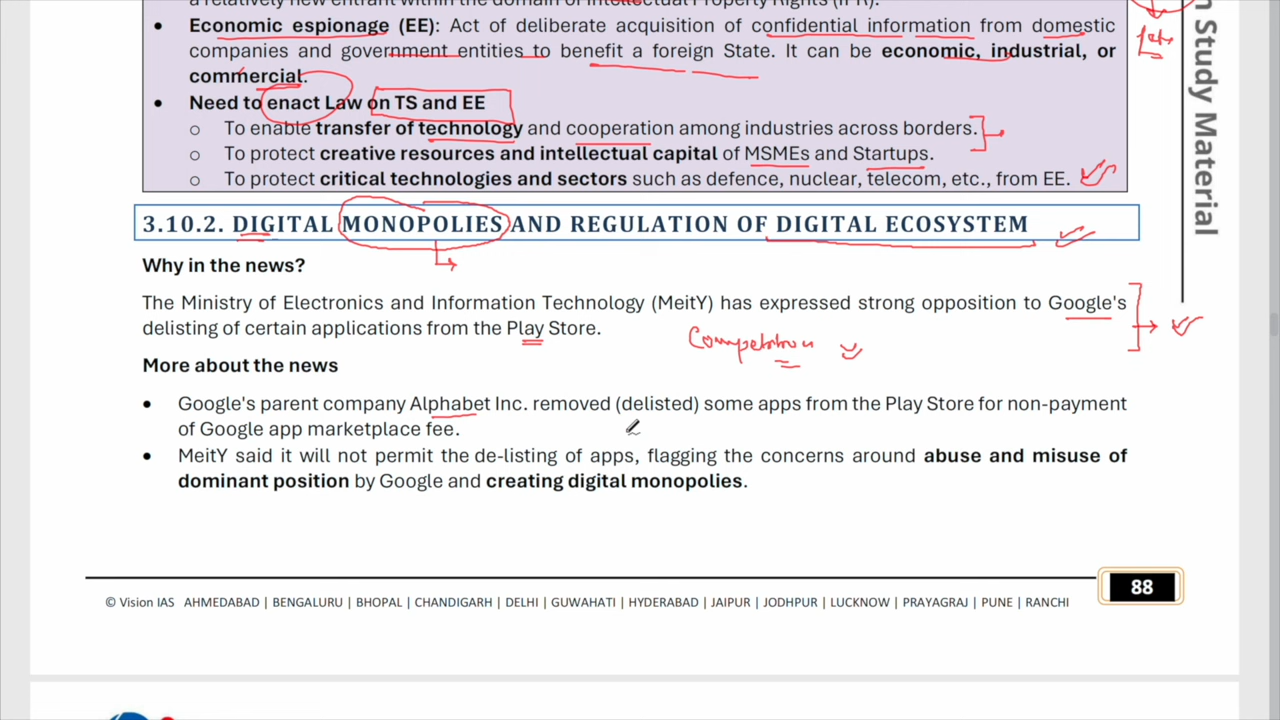 a relatively new entrant within the domain of Intellectual Property Rights (IPR).
• Economic espionage (EE): Act of deliberate acquisition of confidential information from domestic
companies and government entities to benefit a foreign State. It can be economic, industrial, or
commercial.
• Need to enact Law on TS and EE
o To enable transfer of technology and cooperation among industries across borders.
o To protect creative resources and intellectual capital of MSMEs and Startups.
o To protect critical technologies and sectors such as defence, nuclear, telecom, etc., from EE.
Study Material
3.10.2. DIGITAL MONOPOLIES AND REGULATION OF DIGITAL ECOSYSTEM
Why in the news?
The Ministry of Electronics and Information Technology (MeitY) has expressed strong opposition to Google's
delisting of certain applications from the Play Store.
Competition
More about the news
• Google's parent company Alphabet Inc. removed (delisted) some apps from the Play Store for non-payment
of Google app marketplace fee.
• MeitY said it will not permit the de-listing of apps, flagging the concerns around abuse and misuse of
dominant position by Google and creating digital monopolies.
88
© Vision IAS AHMEDABAD | BENGALURU | BHOPAL | CHANDIGARH | DELHI | GUWAHATI | HYDERABAD | JAIPUR | JODHPUR | LUCKNOW | PRAYAGRAJ | PUNE | RANCHI